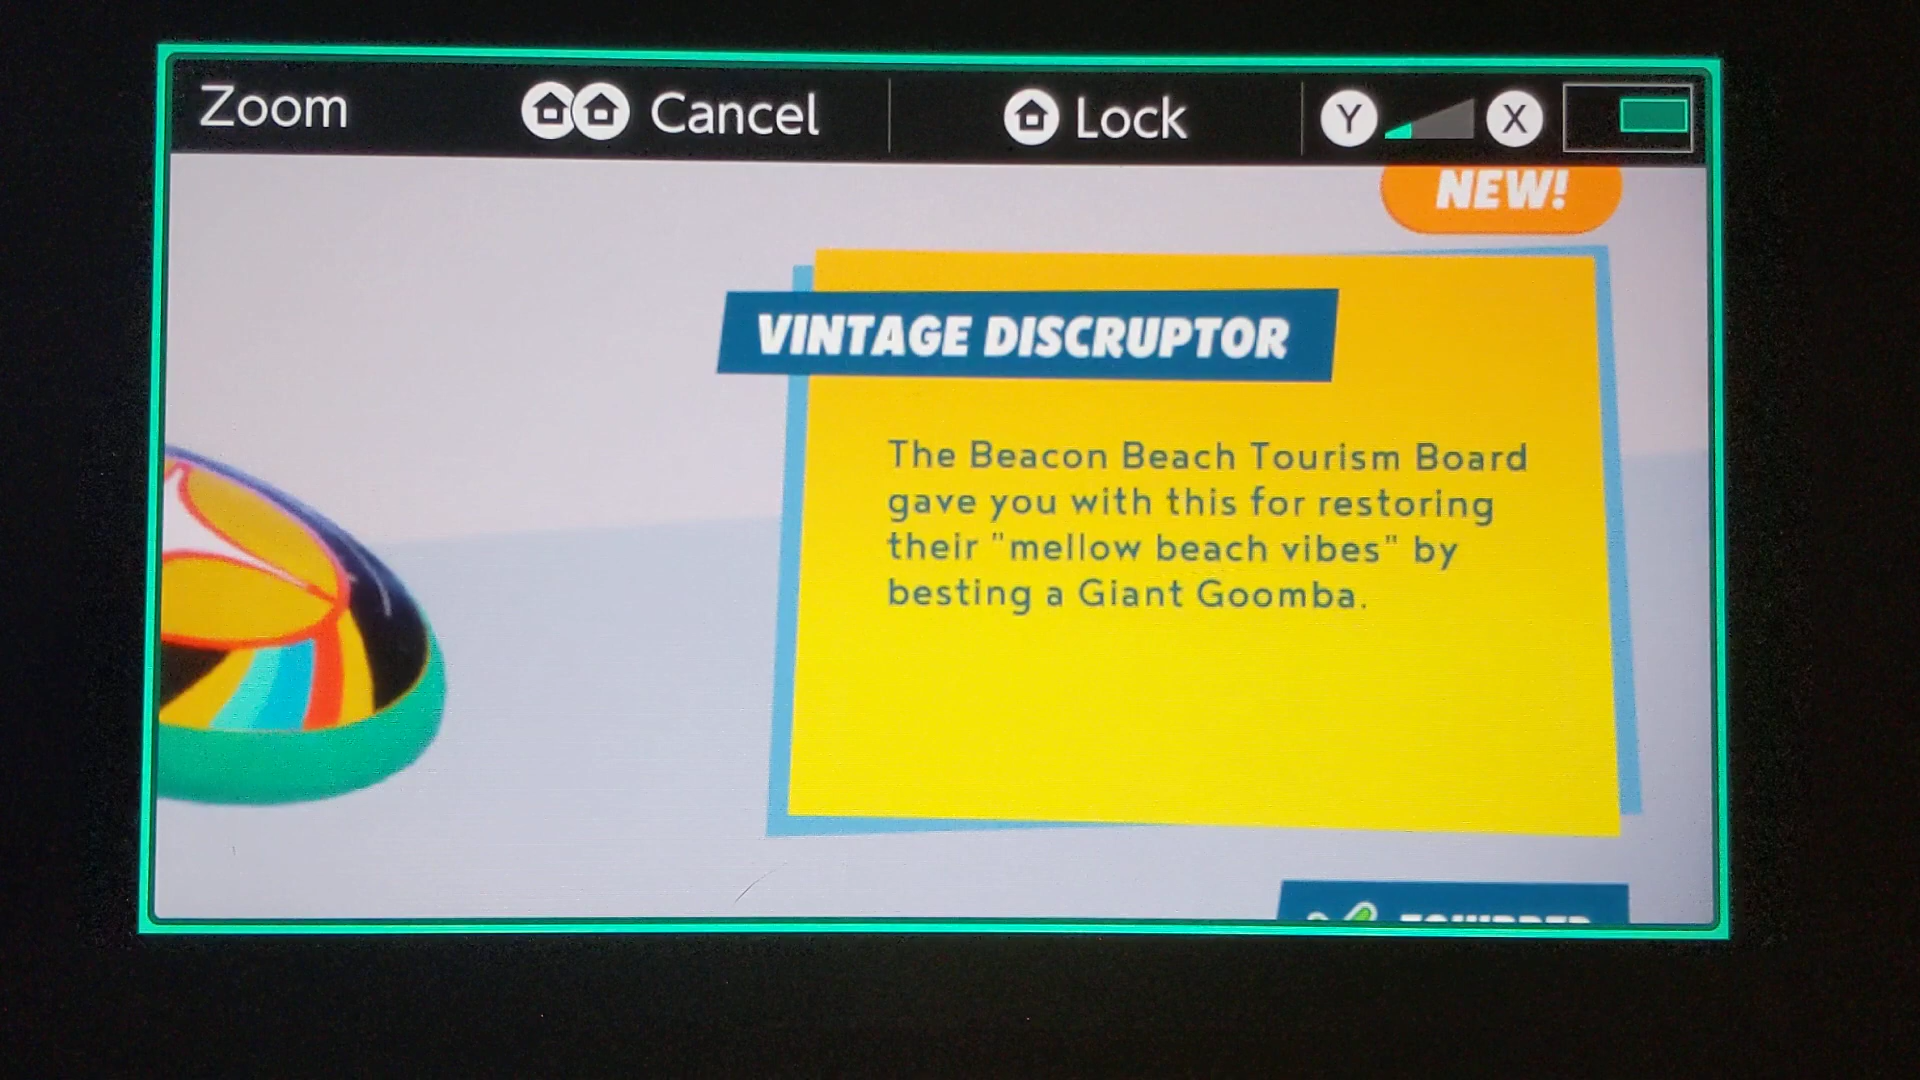 Zoom
Cancel
Lock
Y
X
NEW!
VINTAGE DISCRUPTOR
The Beacon Beach Tourism Board
gave you with this for restoring
their "mellow beach vibes" by
besting a Giant Goomba.